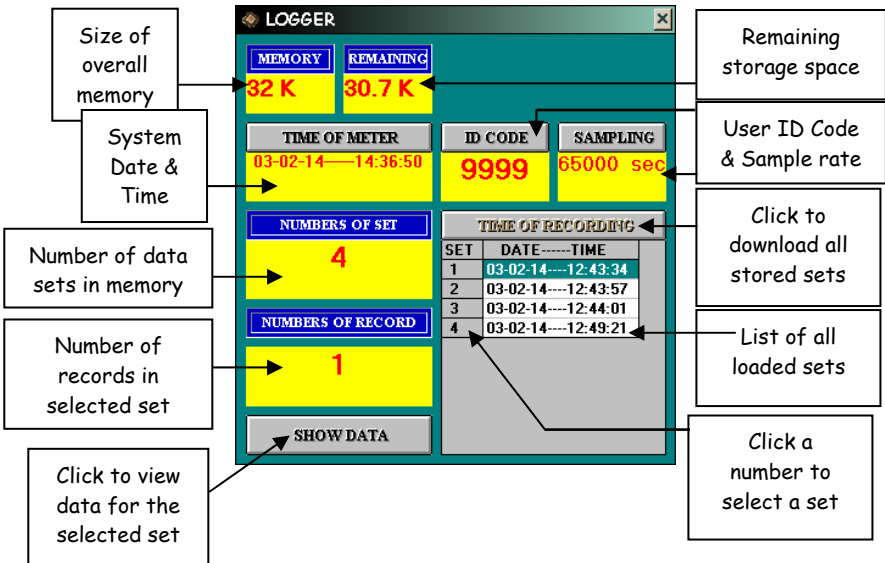 LOGGER
Size of
overall
memory
MEMORY
REMAINING
32 K
30.7 K
Remaining
storage space
System
Date &
Time
TIME OF METER
ID CODE
SAMPLING
03-02-14-----14:36:50
9999
65000 sec
User ID Code
& Sample rate
NUMBERS OF SET
4
TIME OF RECORDING
Click to
download all
stored sets
Number of data
sets in memory
SET DATE------TIME
1 03-02-14----12:43:34
2 03-02-14----12:43:57
3 03-02-14----12:44:01
4 03-02-14----12:49:21
List of all
loaded sets
NUMBERS OF RECORD
1
Number of
records in
selected set
SHOW DATA
Click a
number to
select a set
Click to view
data for the
selected set